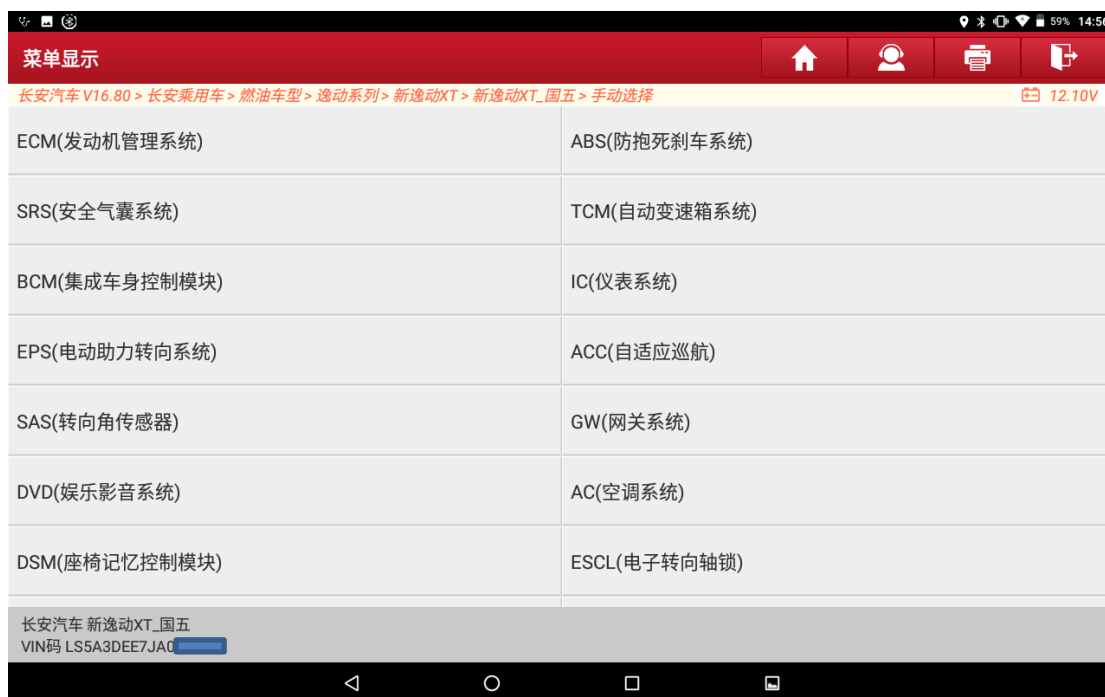 59% 14:56
菜单显示
长安汽车 V16.80 > 长安乘用车 > 燃油车型 > 逸动系列 > 新逸动XT > 新逸动XT_国五 > 手动选择 12.10V
ECM(发动机管理系统) ABS(防抱死刹车系统)
SRS(安全气囊系统) TCM(自动变速箱系统)
BCM(集成车身控制模块) IC(仪表系统)
EPS(电动助力转向系统) ACC(自适应巡航)
SAS(转向角传感器) GW(网关系统)
DVD(娱乐影音系统) AC(空调系统)
DSM(座椅记忆控制模块) ESCL(电子转向轴锁)
长安汽车 新逸动XT_国五
VIN码 LS5A3DEE7JA0